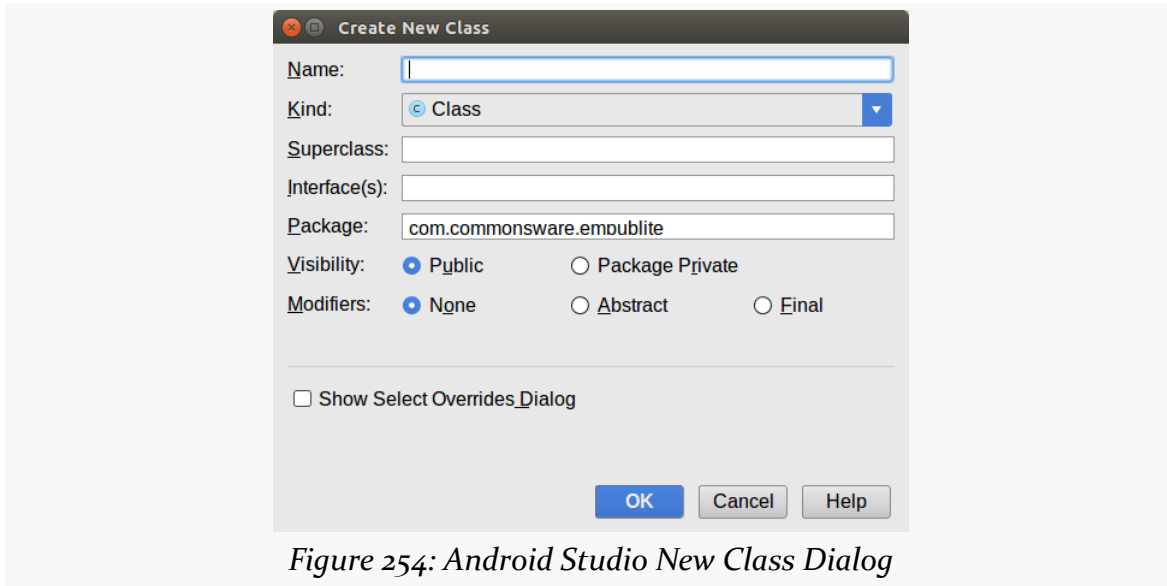 Create New Class
Name:
Kind: C Class
Superclass:
Interface(s):
Package: com.commonsware.empublite
Visibility: Public Package Private
Modifiers: None Abstract Final
Show Select Overrides Dialog
OK Cancel Help
Figure 254: Android Studio New Class Dialog